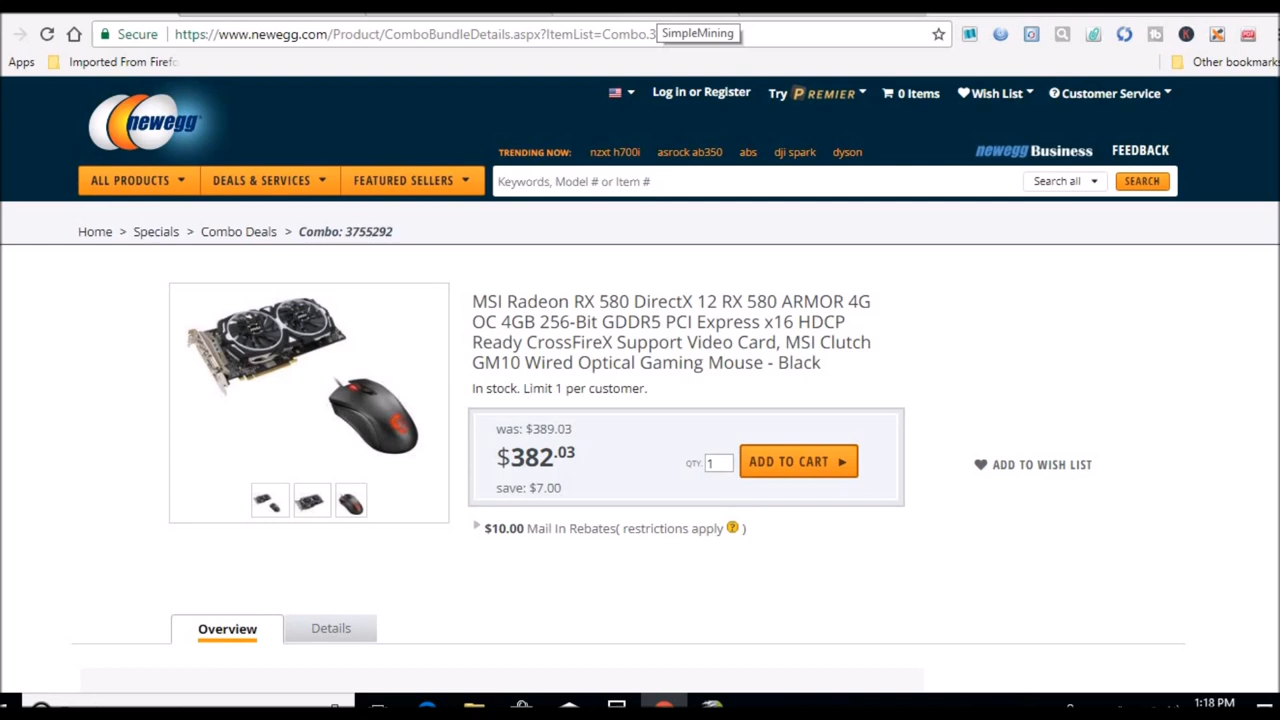 Secure
https://www.newegg.com/Product/ComboBundleDetails.aspx?ItemList=Combo.3
SimpleMining
Apps
Imported From Firefo
Other bookmark
Log in or Register
Try PREMIER
0 Items
Wish List
Customer Service
newegg
TRENDING NOW: nzxt h700i asrock ab350 abs dji spark dyson
newegg Business
FEEDBACK
ALL PRODUCTS
DEALS & SERVICES
FEATURED SELLERS
Keywords, Model # or Item #
Search all
SEARCH
Home > Specials > Combo Deals > Combo: 3755292
MSI Radeon RX 580 DirectX 12 RX 580 ARMOR 4G
OC 4GB 256-Bit GDDR5 PCI Express x16 HDCP
Ready CrossFireX Support Video Card, MSI Clutch
GM10 Wired Optical Gaming Mouse - Black
In stock. Limit 1 per customer.
was: $389.03
$382.03
QTY. 1
ADD TO CART
save: $7.00
ADD TO WISH LIST
$10.00 Mail In Rebates( restrictions apply ? )
Overview
Details
1:18 PM